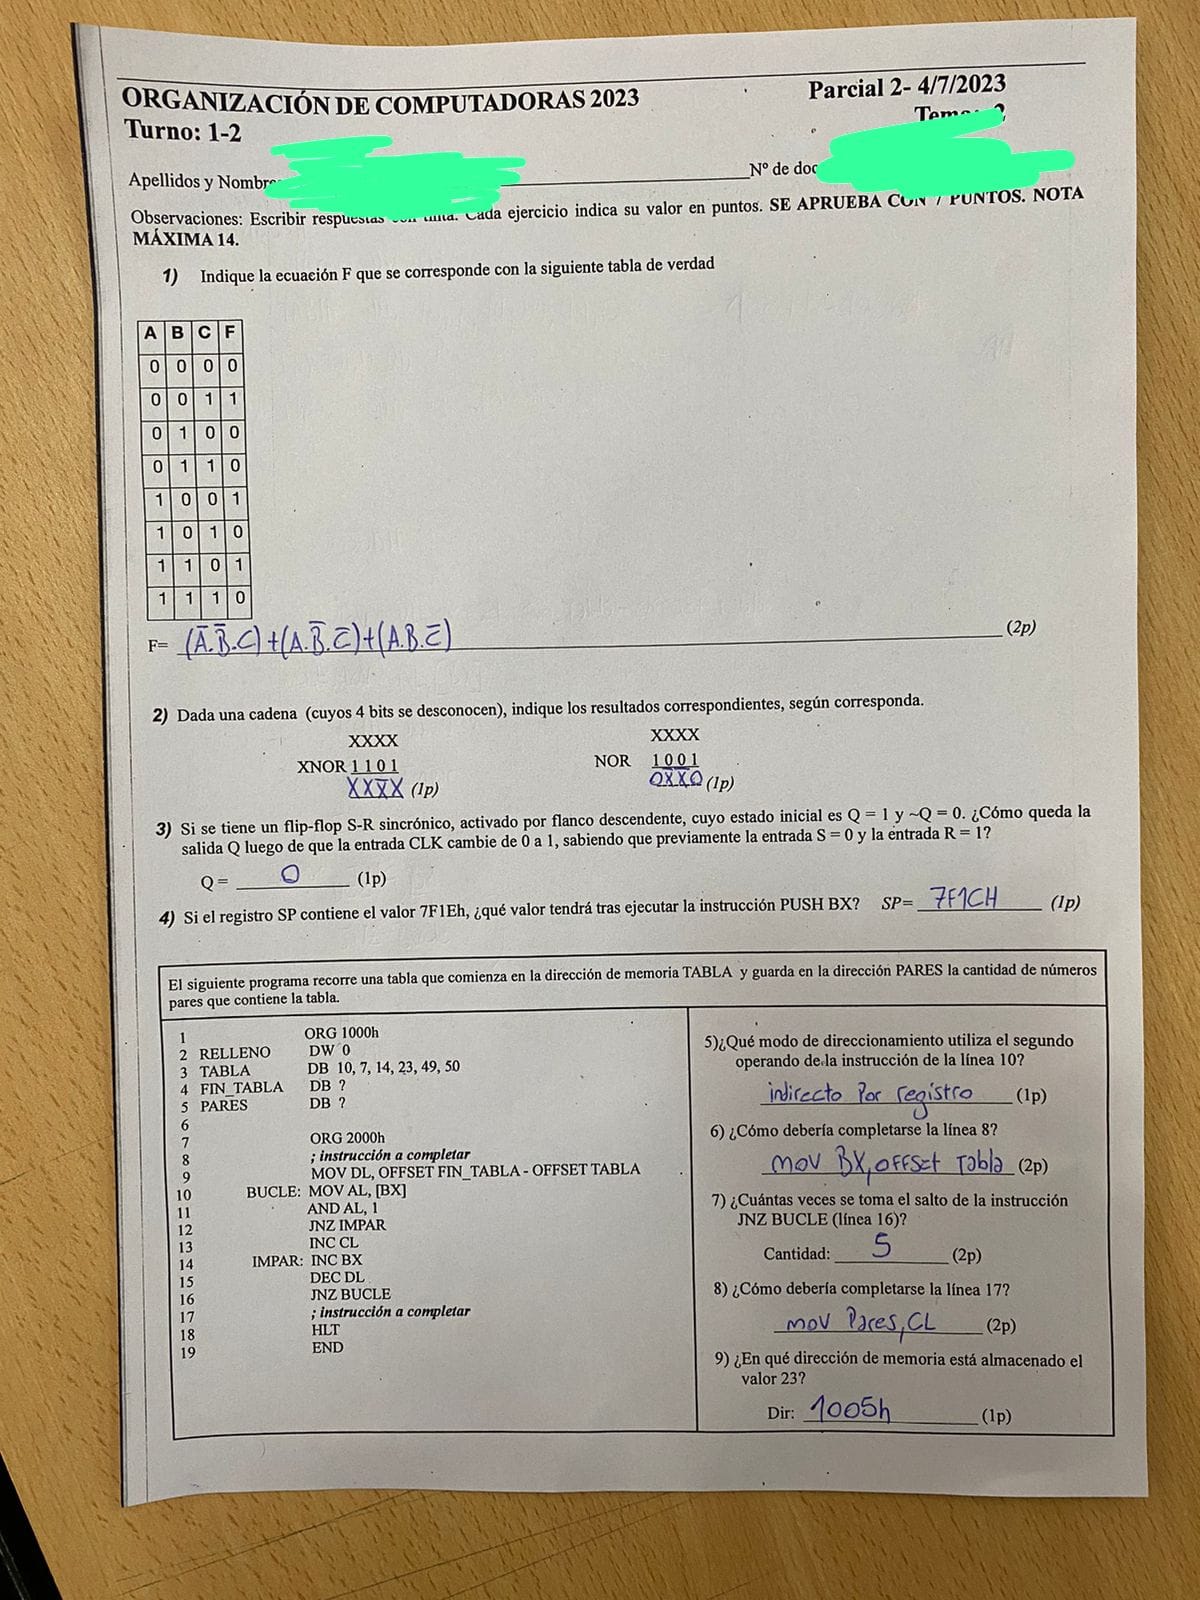 ORGANIZACIÓN DE COMPUTADORAS 2023
Parcial 2- 4/7/2023
Turno: 1-2
Apellidos y Nombre
Nº de doc
Observaciones: Escribir respuestas con tinta. Cada ejercicio indica su valor en puntos. SE APRUEBA CON 7 PUNTOS. NOTA
MÁXIMA 14.
1) Indique la ecuación F que se corresponde con la siguiente tabla de verdad
A B C F
0 0 0 0
0 0 1 1
0 1 0 0
0 1 1 0
1 0 0 1
1 0 1 0
1 1 0 1
1 1 1 0
F= (A̅.B̅.C)+(A.B̅.C̅)+(A.B.C̅) (2p)
2) Dada una cadena (cuyos 4 bits se desconocen), indique los resultados correspondientes, según corresponda.
XXXX XXXX
XNOR 1 1 0 1 NOR 1 0 0 1
XXX̅X (1p) 0X̅X̅0 (1p)
3) Si se tiene un flip-flop S-R sincrónico, activado por flanco descendente, cuyo estado inicial es Q = 1 y ~Q = 0. ¿Cómo queda la
salida Q luego de que la entrada CLK cambie de 0 a 1, sabiendo que previamente la entrada S = 0 y la entrada R = 1?
Q = 0 (1p)
4) Si el registro SP contiene el valor 7F1Eh, ¿qué valor tendrá tras ejecutar la instrucción PUSH BX? SP= 7F1CH (1p)
El siguiente programa recorre una tabla que comienza en la dirección de memoria TABLA y guarda en la dirección PARES la cantidad de números
pares que contiene la tabla.
1 ORG 1000h
2 RELLENO DW 0
3 TABLA DB 10, 7, 14, 23, 49, 50
4 FIN_TABLA DB ?
5 PARES DB ?
6
7 ORG 2000h
8 ; instrucción a completar
9 MOV DL, OFFSET FIN_TABLA - OFFSET TABLA
10 BUCLE: MOV AL, [BX]
11 AND AL, 1
12 JNZ IMPAR
13 INC CL
14 IMPAR: INC BX
15 DEC DL
16 JNZ BUCLE
17 ; instrucción a completar
18 HLT
19 END
5)¿Qué modo de direccionamiento utiliza el segundo
operando de la instrucción de la línea 10?
indirecto Por registro (1p)
6) ¿Cómo debería completarse la línea 8?
mov BX, OFFSet Tabla (2p)
7) ¿Cuántas veces se toma el salto de la instrucción
JNZ BUCLE (línea 16)?
Cantidad: 5 (2p)
8) ¿Cómo debería completarse la línea 17?
mov Pares, CL (2p)
9) ¿En qué dirección de memoria está almacenado el
valor 23?
Dir: 1005h (1p)